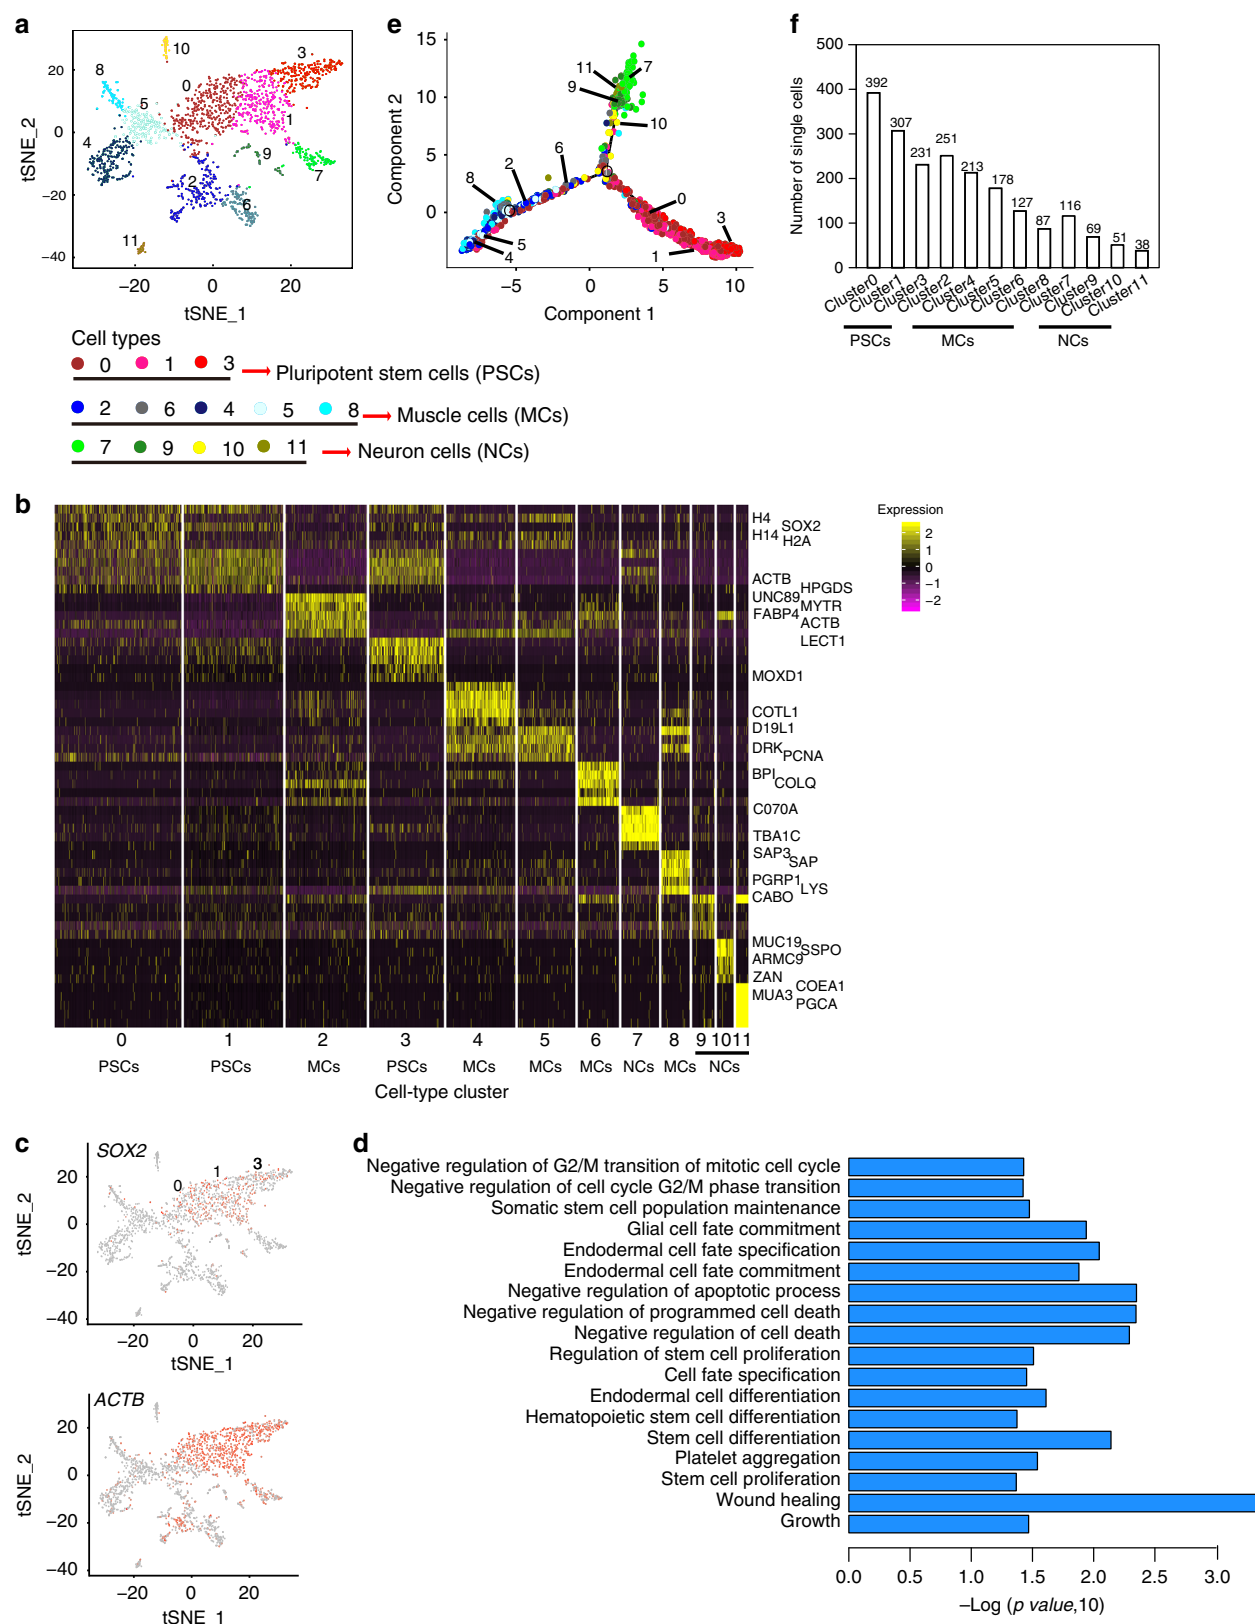 a
20
0
−20
−40
tSNE_2
−20
0
20
tSNE_1
10
3
8
0
5
1
4
9
2
7
6
11
Cell types
0 1 3 Pluripotent stem cells (PSCs)
2 6 4 5 8 Muscle cells (MCs)
7 9 10 11 Neuron cells (NCs)
e
15
10
5
0
Component 2
−5
0
5
10
Component 1
11
7
9
10
6
2
8
0
3
5
4
1
f
500
400
300
200
100
0
Number of single cells
392
307
231
251
213
178
127
87
116
69
51
38
Cluster0
Cluster1
Cluster3
Cluster2
Cluster4
Cluster5
Cluster6
Cluster8
Cluster7
Cluster9
Cluster10
Cluster11
PSCs MCs NCs
b
H4
SOX2
H14
H2A
ACTB
HPGDS
UNC89
MYTR
FABP4
ACTB
LECT1
MOXD1
COTL1
D19L1
DRK
PCNA
BPI
COLQ
C070A
TBA1C
SAP3
SAP
PGRP1
LYS
CABO
MUC19
SSPO
ARMC9
ZAN
COEA1
MUA3
PGCA
Expression
2
1
0
−1
−2
0 1 2 3 4 5 6 7 8 9 10 11
PSCs PSCs MCs PSCs MCs MCs MCs NCs MCs NCs
Cell-type cluster
c
SOX2
0
1
3
20
0
−20
−40
tSNE_2
−20
0
20
tSNE_1
ACTB
20
0
−20
−40
tSNE_2
−20
0
20
tSNE_1
d
Negative regulation of G2/M transition of mitotic cell cycle
Negative regulation of cell cycle G2/M phase transition
Somatic stem cell population maintenance
Glial cell fate commitment
Endodermal cell fate specification
Endodermal cell fate commitment
Negative regulation of apoptotic process
Negative regulation of programmed cell death
Negative regulation of cell death
Regulation of stem cell proliferation
Cell fate specification
Endodermal cell differentiation
Hematopoietic stem cell differentiation
Stem cell differentiation
Platelet aggregation
Stem cell proliferation
Wound healing
Growth
0.0 0.5 1.0 1.5 2.0 2.5 3.0
−Log (p value,10)